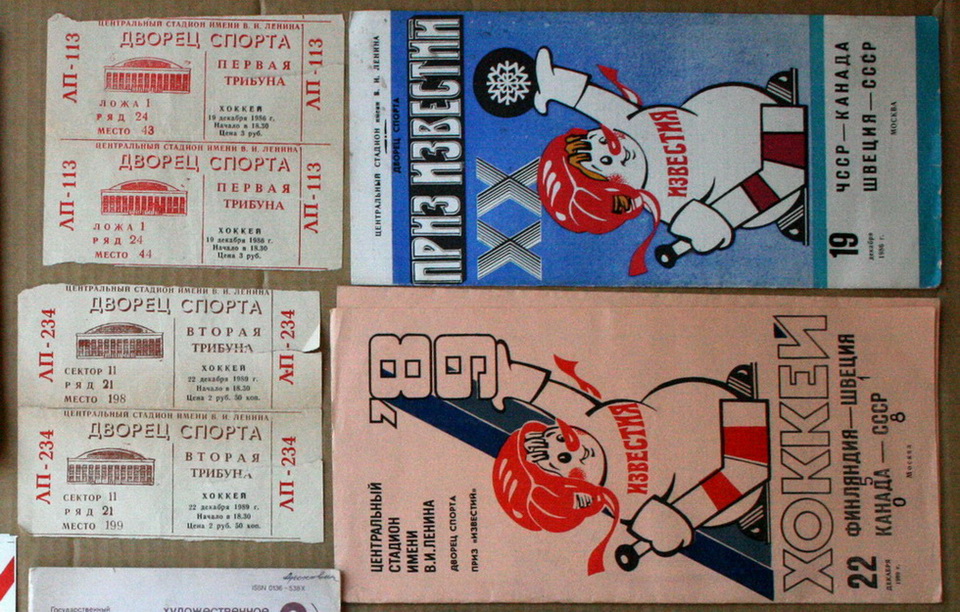 ЦЕНТРАЛЬНЫЙ СТАДИОН ИМЕНИ В. И. ЛЕНИНА
ДВОРЕЦ СПОРТА
ЛП-113
ПЕРВАЯ
ТРИБУНА
ЛОЖА 1
РЯД 24
МЕСТО 43
ХОККЕЙ
19 декабря 1986 г.
Начало в 18.30
Цена 3 руб.
ЛП-113
ЦЕНТРАЛЬНЫЙ СТАДИОН ИМЕНИ В. И. ЛЕНИНА
ДВОРЕЦ СПОРТА
ЛП-113
ПЕРВАЯ
ТРИБУНА
ЛОЖА 1
РЯД 24
МЕСТО 44
ХОККЕЙ
19 декабря 1986 г.
Начало в 18.30
Цена 3 руб.
ЛП-113
ЦЕНТРАЛЬНЫЙ СТАДИОН ИМЕНИ В. И. ЛЕНИНА
ДВОРЕЦ СПОРТА
ЛП-234
ВТОРАЯ
ТРИБУНА
СЕКТОР 11
РЯД 21
МЕСТО 198
ХОККЕЙ
22 декабря 1989 г.
Начало в 18.30
Цена 2 руб. 50 коп.
ЛП-234
ЦЕНТРАЛЬНЫЙ СТАДИОН ИМЕНИ В. И. ЛЕНИНА
ДВОРЕЦ СПОРТА
ЛП-234
ВТОРАЯ
ТРИБУНА
СЕКТОР 11
РЯД 21
МЕСТО 199
ХОККЕЙ
22 декабря 1989 г.
Начало в 18.30
Цена 2 руб. 50 коп.
ЛП-234
ЦЕНТРАЛЬНЫЙ СТАДИОН имени В. И. ЛЕНИНА
ДВОРЕЦ СПОРТА
ПРИЗ ИЗВЕСТИЙ
XX
ИЗВЕСТИЯ
19
декабря
1986 г.
ЧССР—КАНАДА
ШВЕЦИЯ—СССР
МОСКВА
'89
ЦЕНТРАЛЬНЫЙ
СТАДИОН
ИМЕНИ
В.И.ЛЕНИНА
ДВОРЕЦ СПОРТА
ПРИЗ «ИЗВЕСТИЙ»
ИЗВЕСТИЯ
ХОККЕЙ
22
ДЕКАБРЯ
ФИНЛЯНДИЯ—ШВЕЦИЯ
5 1
КАНАДА—СССР
0 8
Москва
ISSN 0136-538X
Государственный
ХУДОЖЕСТВЕННОЕ